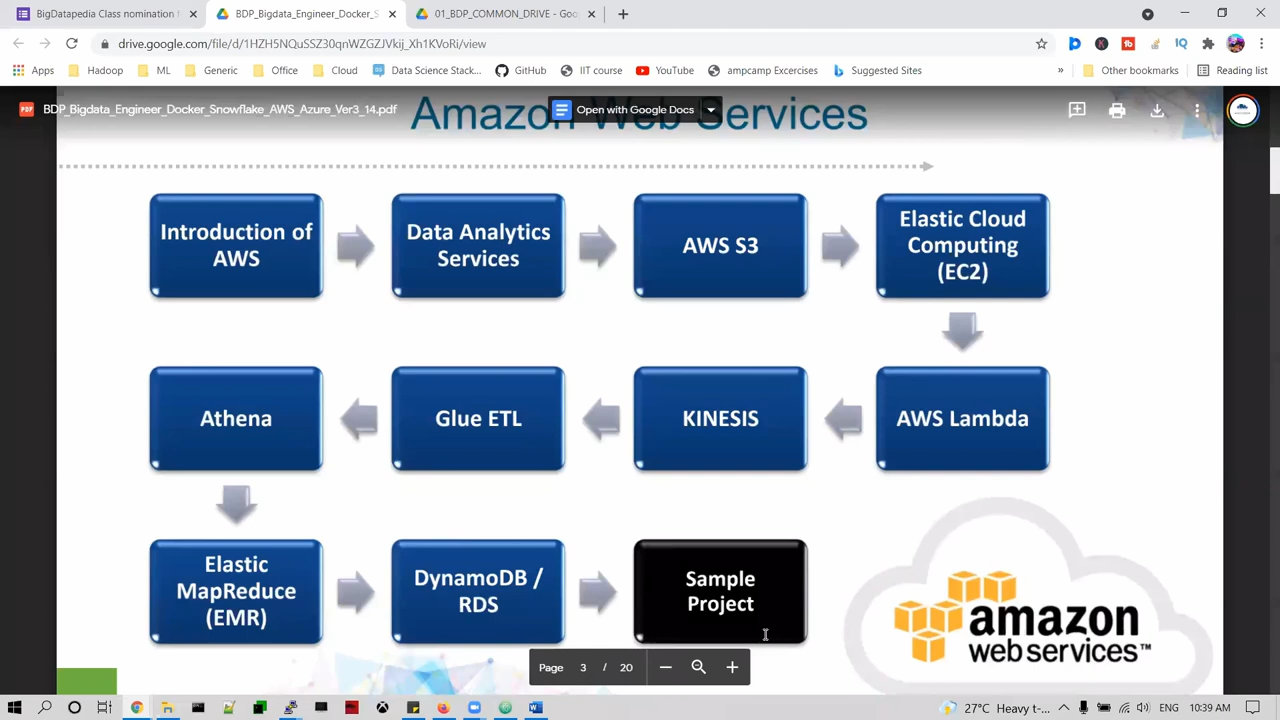 BigDatapedia Class nomination f
BDP_Bigdata_Engineer_Docker_S
01_BDP_COMMON_DRIVE - Goo
drive.google.com/file/d/1HZH5NQuSSZ30qnWZGZJVkij_Xh1KVoRi/view
Apps
Hadoop
ML
Generic
Office
Cloud
Data Science Stack...
GitHub
IIT course
YouTube
ampcamp Excercises
Suggested Sites
»
Other bookmarks
Reading list
BDP_Bigdata_Engineer_Docker_Snowflake_AWS_Azure_Ver3_14.pdf
Open with Google Docs
Amazon Web Services
Introduction of
AWS
Data Analytics
Services
AWS S3
Elastic Cloud
Computing
(EC2)
Athena
Glue ETL
KINESIS
AWS Lambda
Elastic
MapReduce
(EMR)
DynamoDB /
RDS
Sample
Project
amazon
web services™
Page 3 / 20
27°C Heavy t...
ENG
10:39 AM